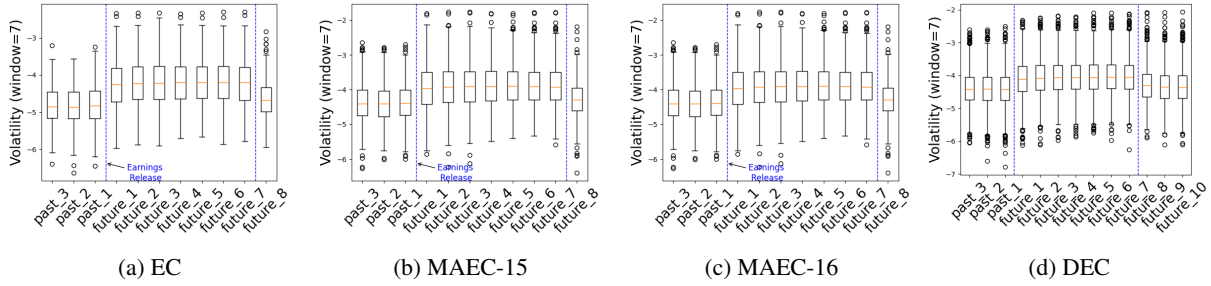 Volatility (window=7)
−3
−4
−5
−6
Earnings
Release
past_3
past_2
past_1
future_1
future_2
future_3
future_4
future_5
future_6
future_7
future_8
(a) EC
Volatility (window=7)
−2
−3
−4
−5
−6
Earnings
Release
past_3
past_2
past_1
future_1
future_2
future_3
future_4
future_5
future_6
future_7
future_8
(b) MAEC-15
Volatility (window=7)
−2
−3
−4
−5
−6
Earnings
Release
past_3
past_2
past_1
future_1
future_2
future_3
future_4
future_5
future_6
future_7
future_8
(c) MAEC-16
Volatility (window=7)
−2
−3
−4
−5
−6
−7
past_3
past_2
past_1
future_1
future_2
future_3
future_4
future_5
future_6
future_7
future_8
future_9
future_10
(d) DEC